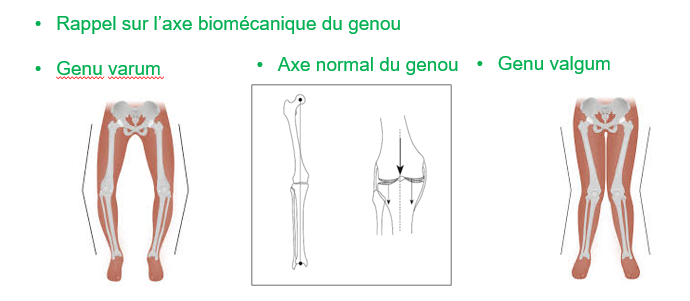 • Rappel sur l’axe biomécanique du genou
• Genu varum
• Axe normal du genou
• Genu valgum